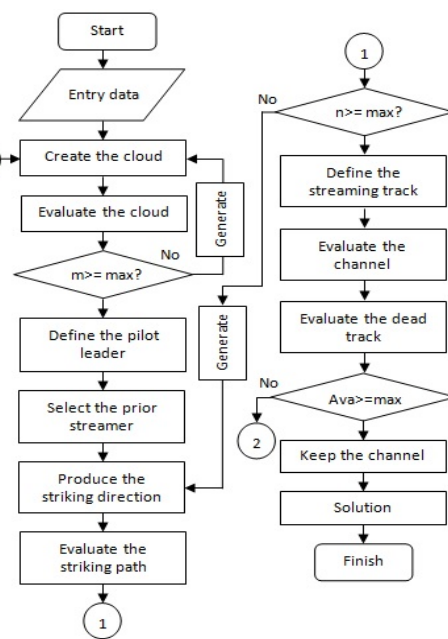 Start
Entry data
Create the cloud
Evaluate the cloud
Generate
No
m>= max?
Define the
pilot
leader
Select the prior
streamer
Produce the
striking direction
Evaluate the
striking path
1
1
No
n>= max?
Generate
Define the
streaming track
Evaluate the
channel
Evaluate the dead
track
No
Ava>=max
2
Keep the channel
Solution
Finish